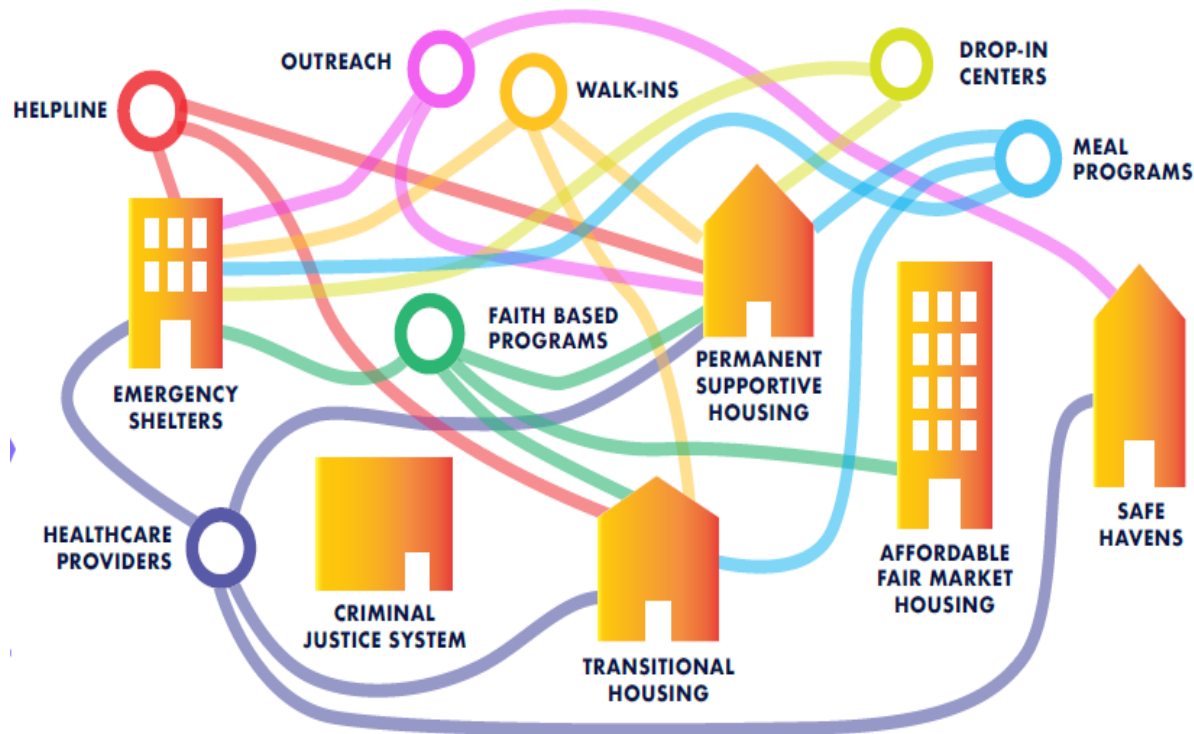 OUTREACH
DROP-IN
CENTERS
WALK-INS
HELPLINE
MEAL
PROGRAMS
FAITH BASED
PROGRAMS
PERMANENT
SUPPORTIVE
HOUSING
EMERGENCY
SHELTERS
SAFE
HAVENS
HEALTHCARE
PROVIDERS
AFFORDABLE
FAIR MARKET
HOUSING
CRIMINAL
JUSTICE SYSTEM
TRANSITIONAL
HOUSING